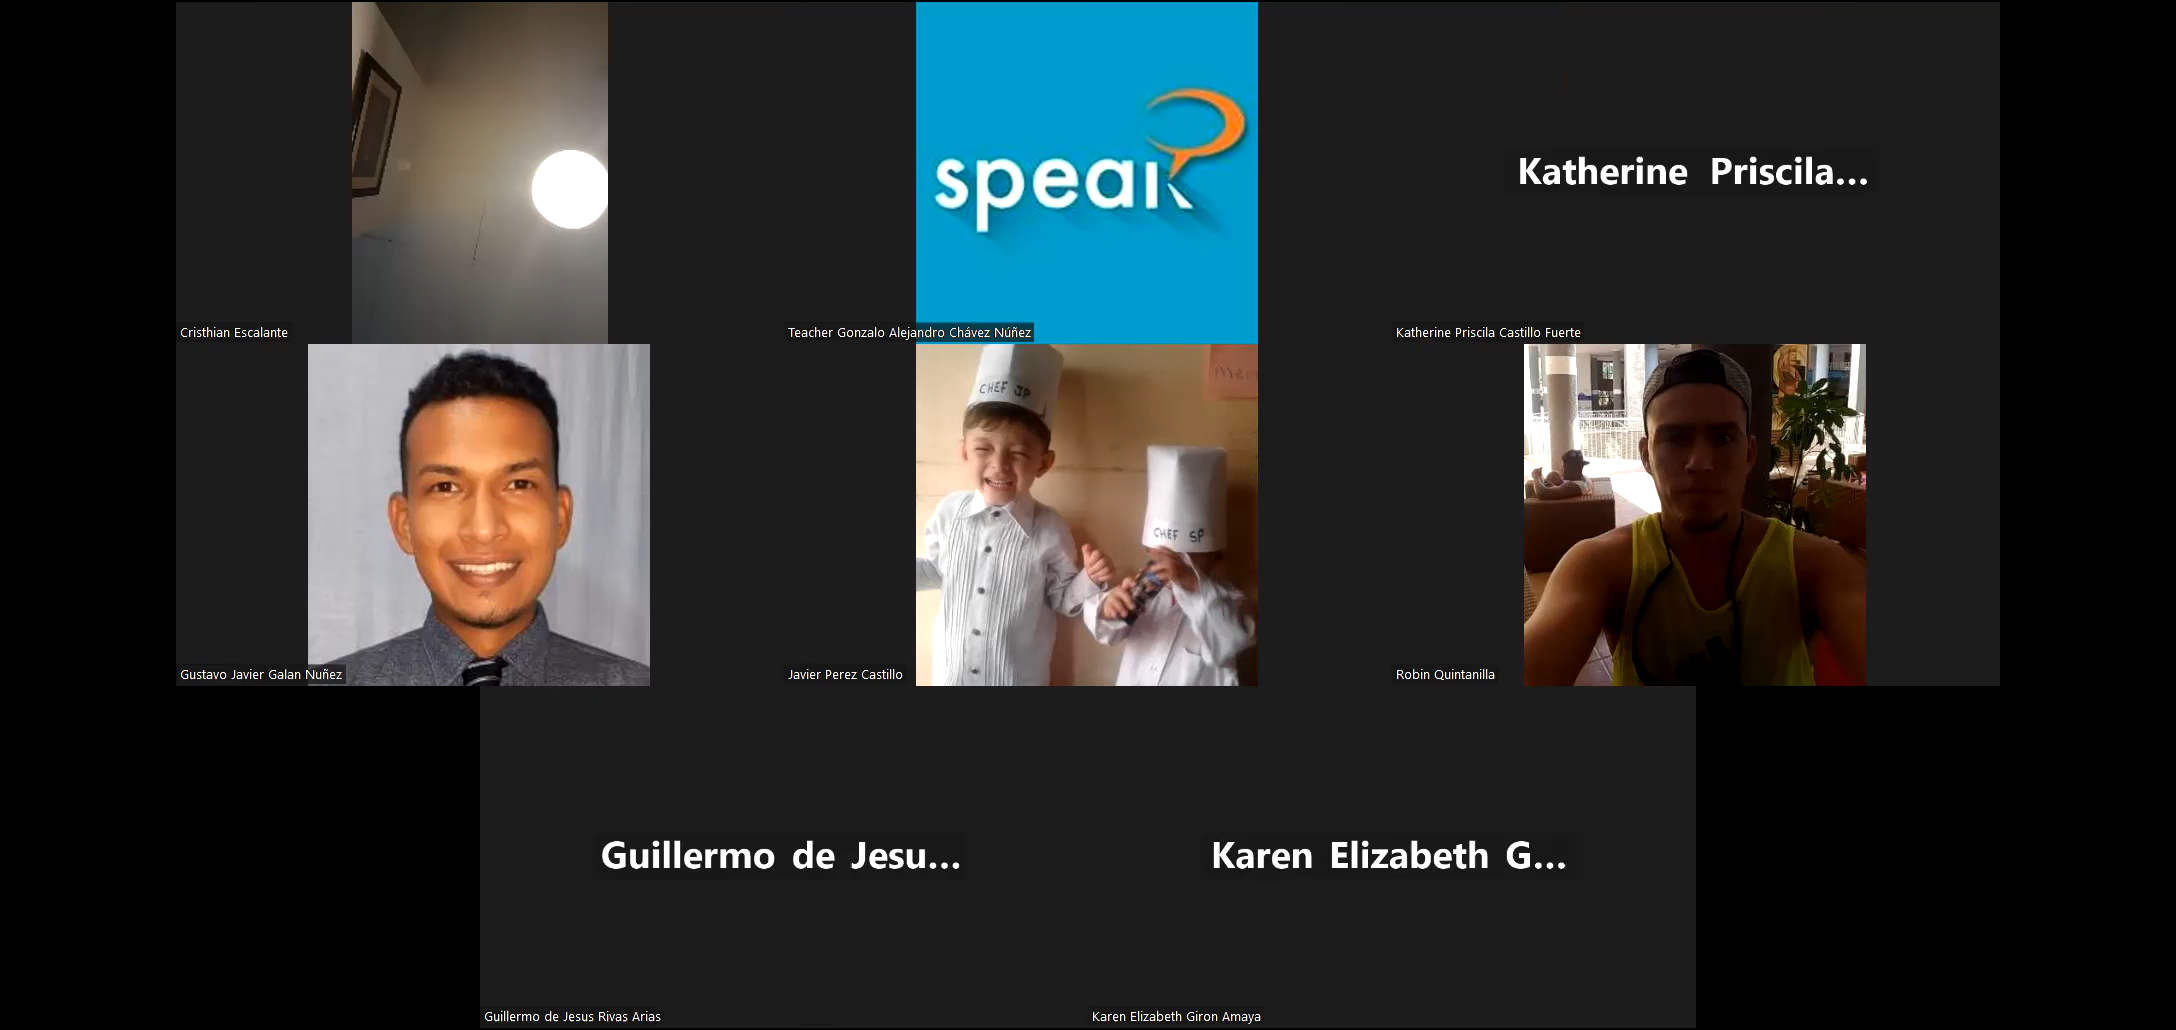 speak
Katherine Priscila...
Cristhian Escalante
Teacher Gonzalo Alejandro Chávez Núñez
Katherine Priscila Castillo Fuerte
CHEF JP
CHEF SP
Gustavo Javier Galan Nuñez
Javier Perez Castillo
Robin Quintanilla
Guillermo de Jesu...
Karen Elizabeth G...
Guillermo de Jesus Rivas Arias
Karen Elizabeth Giron Amaya